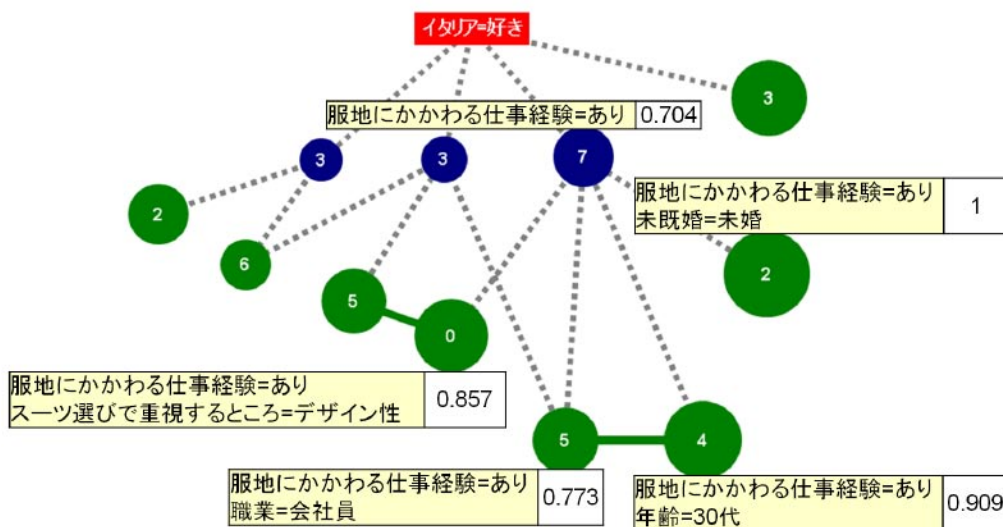 イタリア=好き
3
服地にかかわる仕事経験=あり 0.704
3
3
7
服地にかかわる仕事経験=あり
未既婚=未婚
1
2
6
2
5
0
服地にかかわる仕事経験=あり
スーツ選びで重視するところ=デザイン性
0.857
5
4
服地にかかわる仕事経験=あり
職業=会社員
0.773
服地にかかわる仕事経験=あり
年齢=30代
0.909